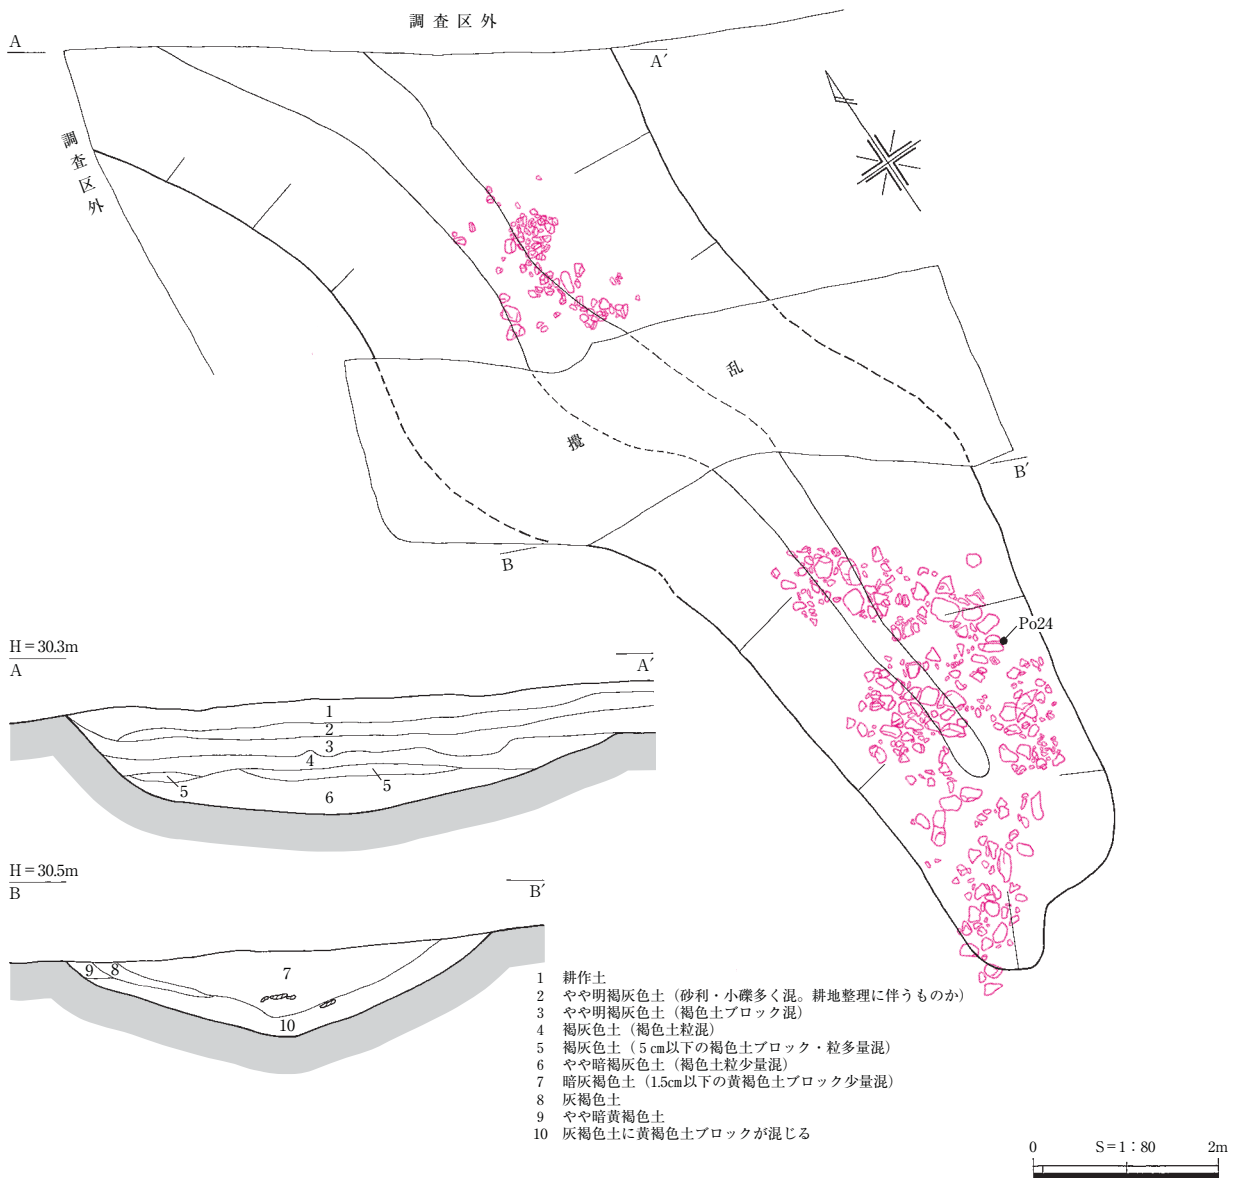 調査区外
A
A′
調査区外
乱
攪
B′
B
Po24
H＝30.3m
A
A′
1
2
3
4
5
5
6
H＝30.5m
B
B′
9
8
7
10
1 耕作土
2 やや明褐灰色土（砂利・小礫多く混。耕地整理に伴うものか）
3 やや明褐灰色土（褐色土ブロック混）
4 褐灰色土（褐色土粒混）
5 褐灰色土（５㎝以下の褐色土ブロック・粒多量混）
6 やや暗褐灰色土（褐色土粒少量混）
7 暗灰褐色土（1.5㎝以下の黄褐色土ブロック少量混）
8 灰褐色土
9 やや暗黄褐色土
10 灰褐色土に黄褐色土ブロックが混じる
0 S＝1：80 2m